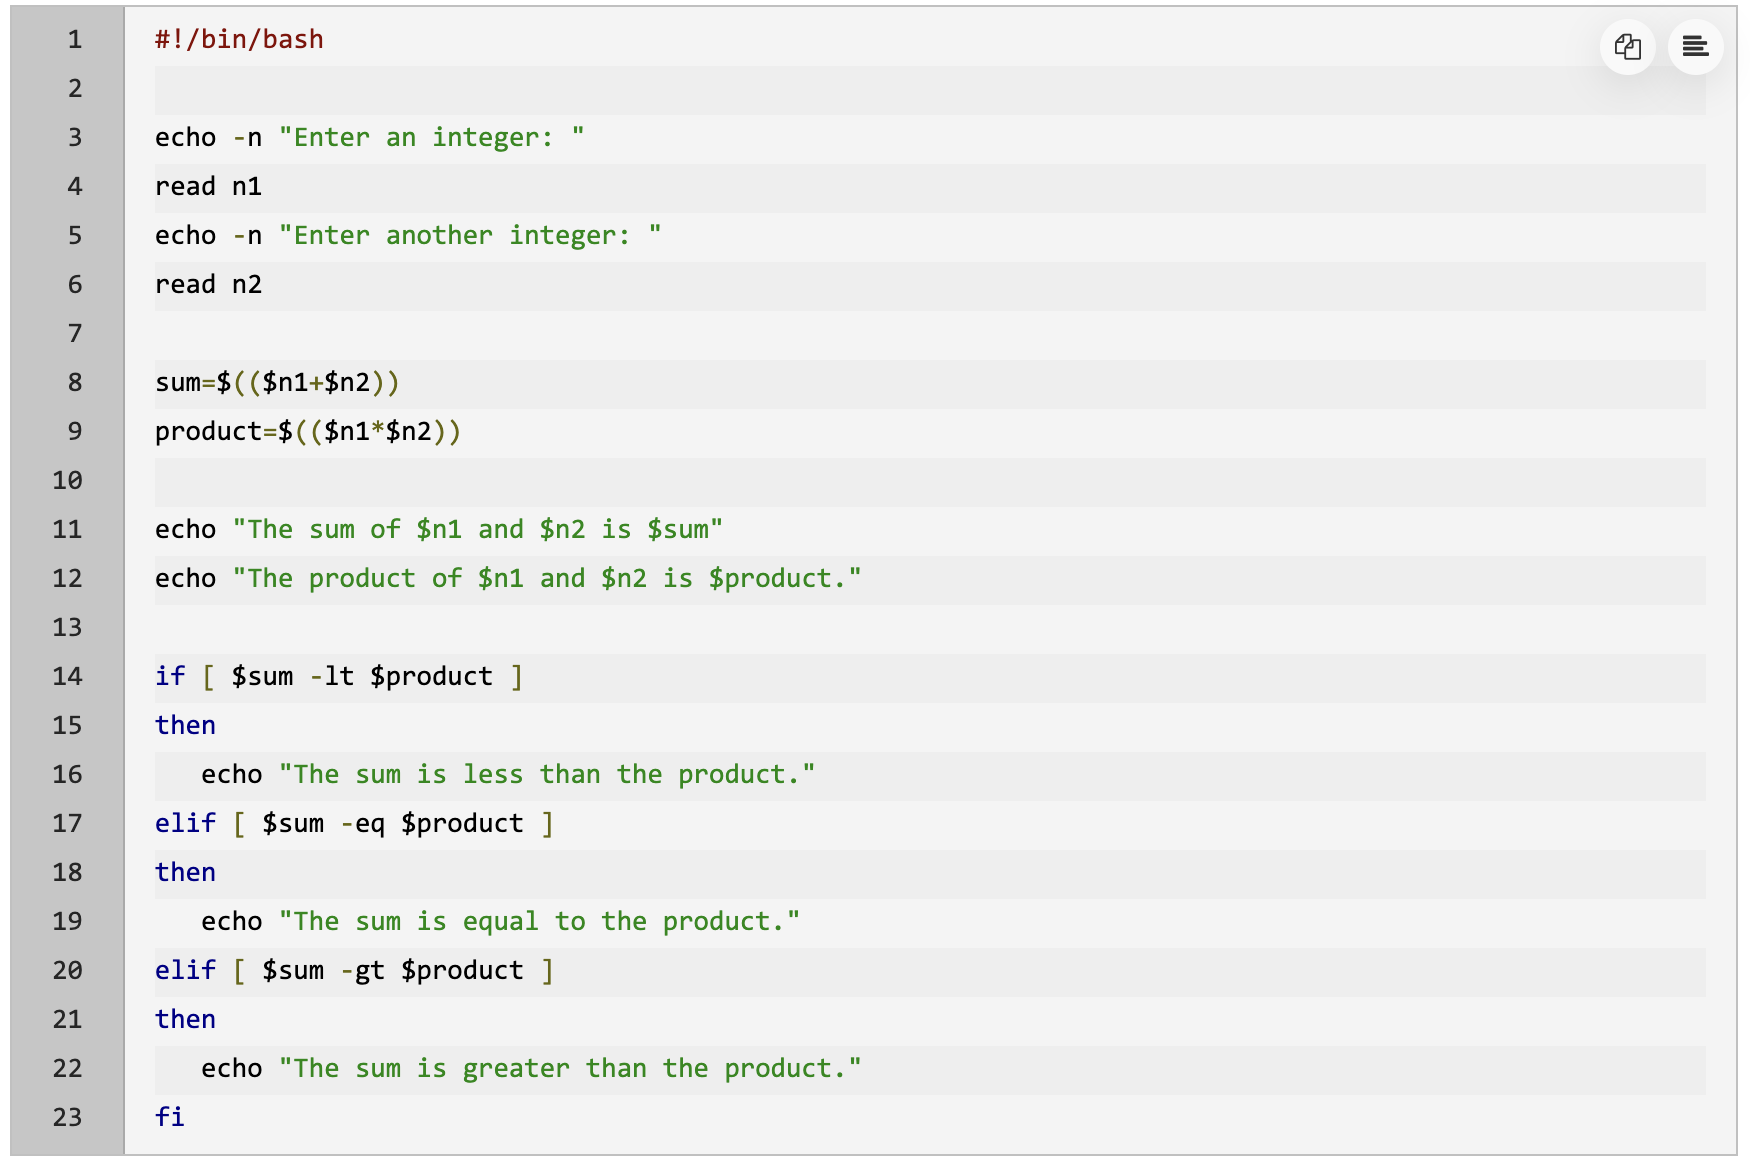 1 #!/bin/bash
2
3 echo -n "Enter an integer: "
4 read n1
5 echo -n "Enter another integer: "
6 read n2
7
8 sum=$(($n1+$n2))
9 product=$(($n1*$n2))
10
11 echo "The sum of $n1 and $n2 is $sum"
12 echo "The product of $n1 and $n2 is $product."
13
14 if [ $sum -lt $product ]
15 then
16    echo "The sum is less than the product."
17 elif [ $sum -eq $product ]
18 then
19    echo "The sum is equal to the product."
20 elif [ $sum -gt $product ]
21 then
22    echo "The sum is greater than the product."
23 fi